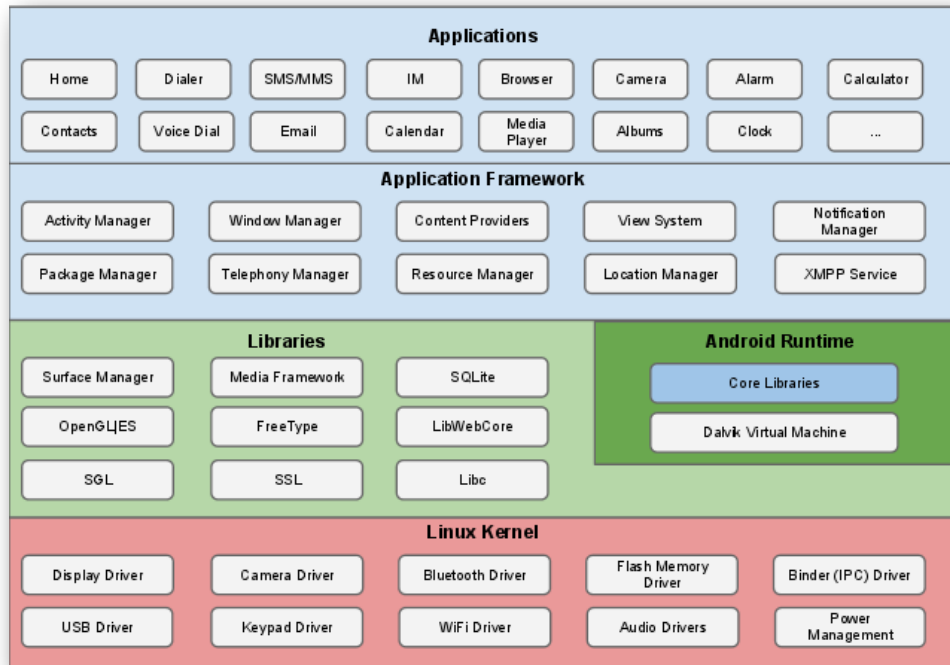 Applications
Home
Dialer
SMS/MMS
IM
Browser
Camera
Alarm
Calculator
Contacts
Voice Dial
Email
Calendar
Media
Player
Albums
Clock
...
Application Framework
Activity Manager
Window Manager
Content Providers
View System
Notification
Manager
Package Manager
Telephony Manager
Resource Manager
Location Manager
XMPP Service
Libraries
Surface Manager
Media Framework
SQLite
OpenGL|ES
FreeType
LibWebCore
SGL
SSL
Libc
Android Runtime
Core Libraries
Dalvik Virtual Machine
Linux Kernel
Display Driver
Camera Driver
Bluetooth Driver
Flash Memory
Driver
Binder (IPC) Driver
USB Driver
Keypad Driver
WiFi Driver
Audio Drivers
Power
Management